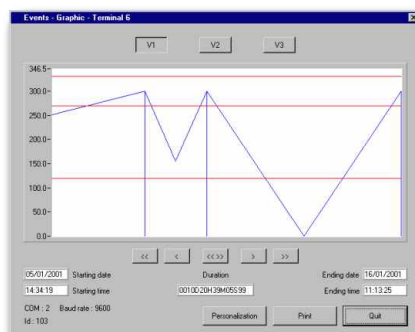 Events - Graphic - Terminal 6
V1 V2 V3
346.5
300.0
250.0
200.0
150.0
100.0
50.0
0.0
<< < <<>> > >>
05/01/2001 Starting date Duration Ending date 16/01/2001
14:34:19 Starting time 0010D20H39M05S99 Ending time 11:13:25
COM : 2 Baud rate : 9600
Id : 103
Personalization Print Quit